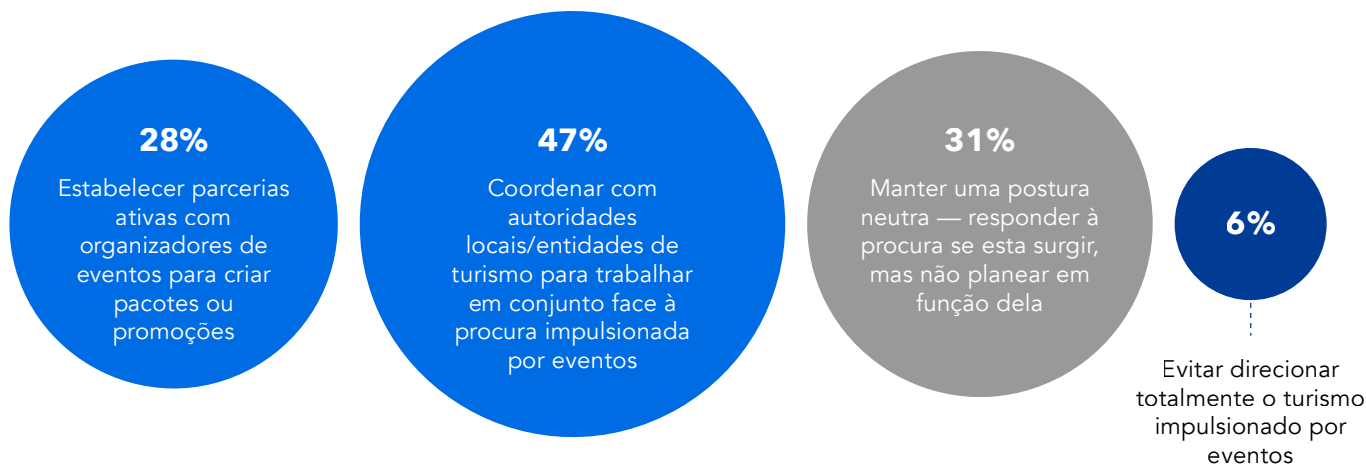 28%
Estabelecer parcerias
ativas com
organizadores de
eventos para criar
pacotes ou
promoções
47%
Coordenar com
autoridades
locais/entidades de
turismo para trabalhar
em conjunto face à
procura impulsionada
por eventos
31%
Manter uma postura
neutra — responder à
procura se esta surgir,
mas não planear em
função dela
6%
Evitar direcionar
totalmente o turismo
impulsionado por
eventos